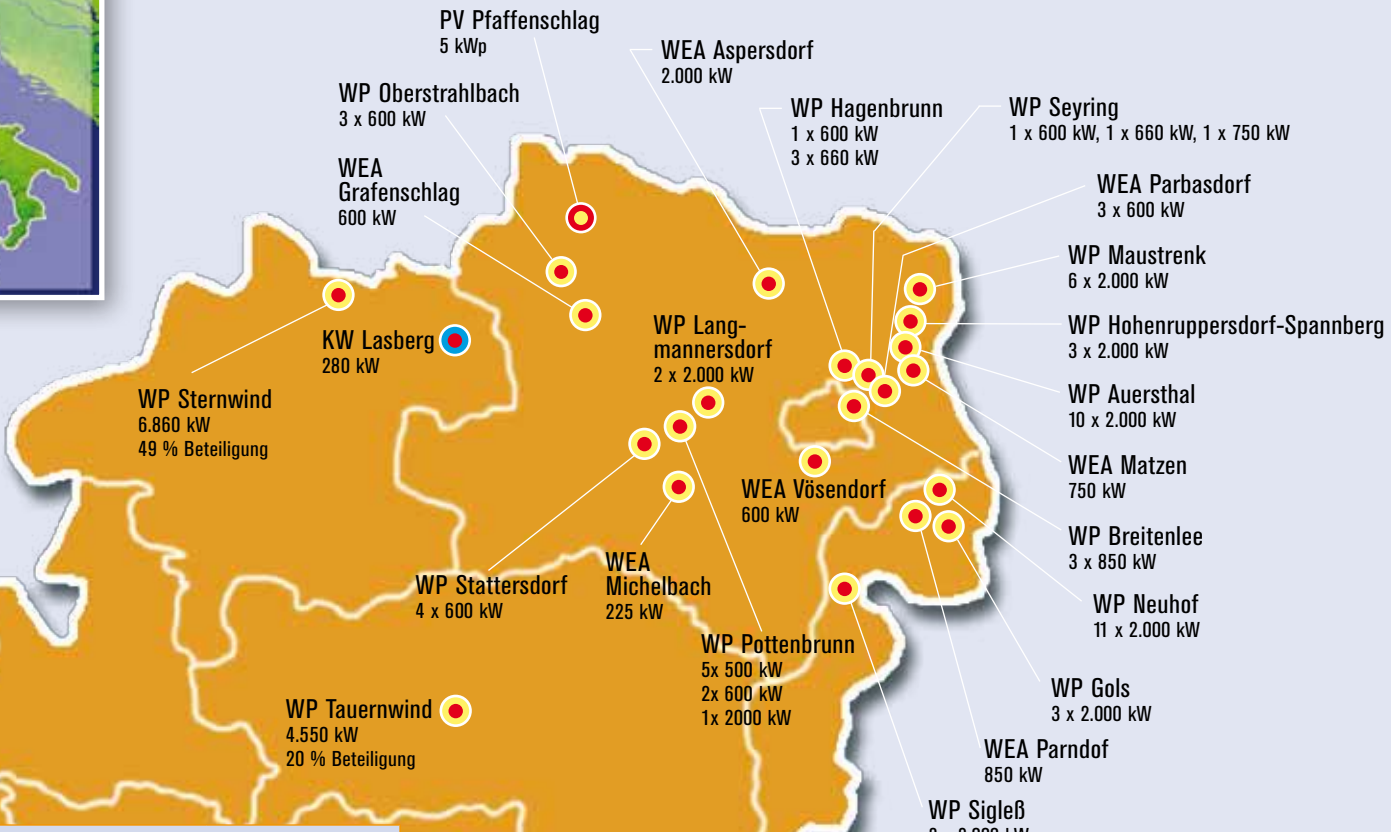 PV Pfaffenschlag
5 kWp
WEA Aspersdorf
2.000 kW
WP Oberstrahlbach
3 x 600 kW
WP Hagenbrunn
1 x 600 kW
3 x 660 kW
WP Seyring
1 x 600 kW, 1 x 660 kW, 1 x 750 kW
WEA
Grafenschlag
600 kW
WEA Parbasdorf
3 x 600 kW
WP Maustrenk
6 x 2.000 kW
WP Hohenruppersdorf-Spannberg
3 x 2.000 kW
KW Lasberg
280 kW
WP Lang-
mannersdorf
2 x 2.000 kW
WP Sternwind
6.860 kW
49 % Beteiligung
WP Auersthal
10 x 2.000 kW
WEA Matzen
750 kW
WEA Vösendorf
600 kW
WP Breitenlee
3 x 850 kW
WP Stattersdorf
4 x 600 kW
WEA
Michelbach
225 kW
WP Neuhof
11 x 2.000 kW
WP Pottenbrunn
5x 500 kW
2x 600 kW
1x 2000 kW
WP Gols
3 x 2.000 kW
WP Tauernwind
4.550 kW
20 % Beteiligung
WEA Parndof
850 kW
WP Sigleß